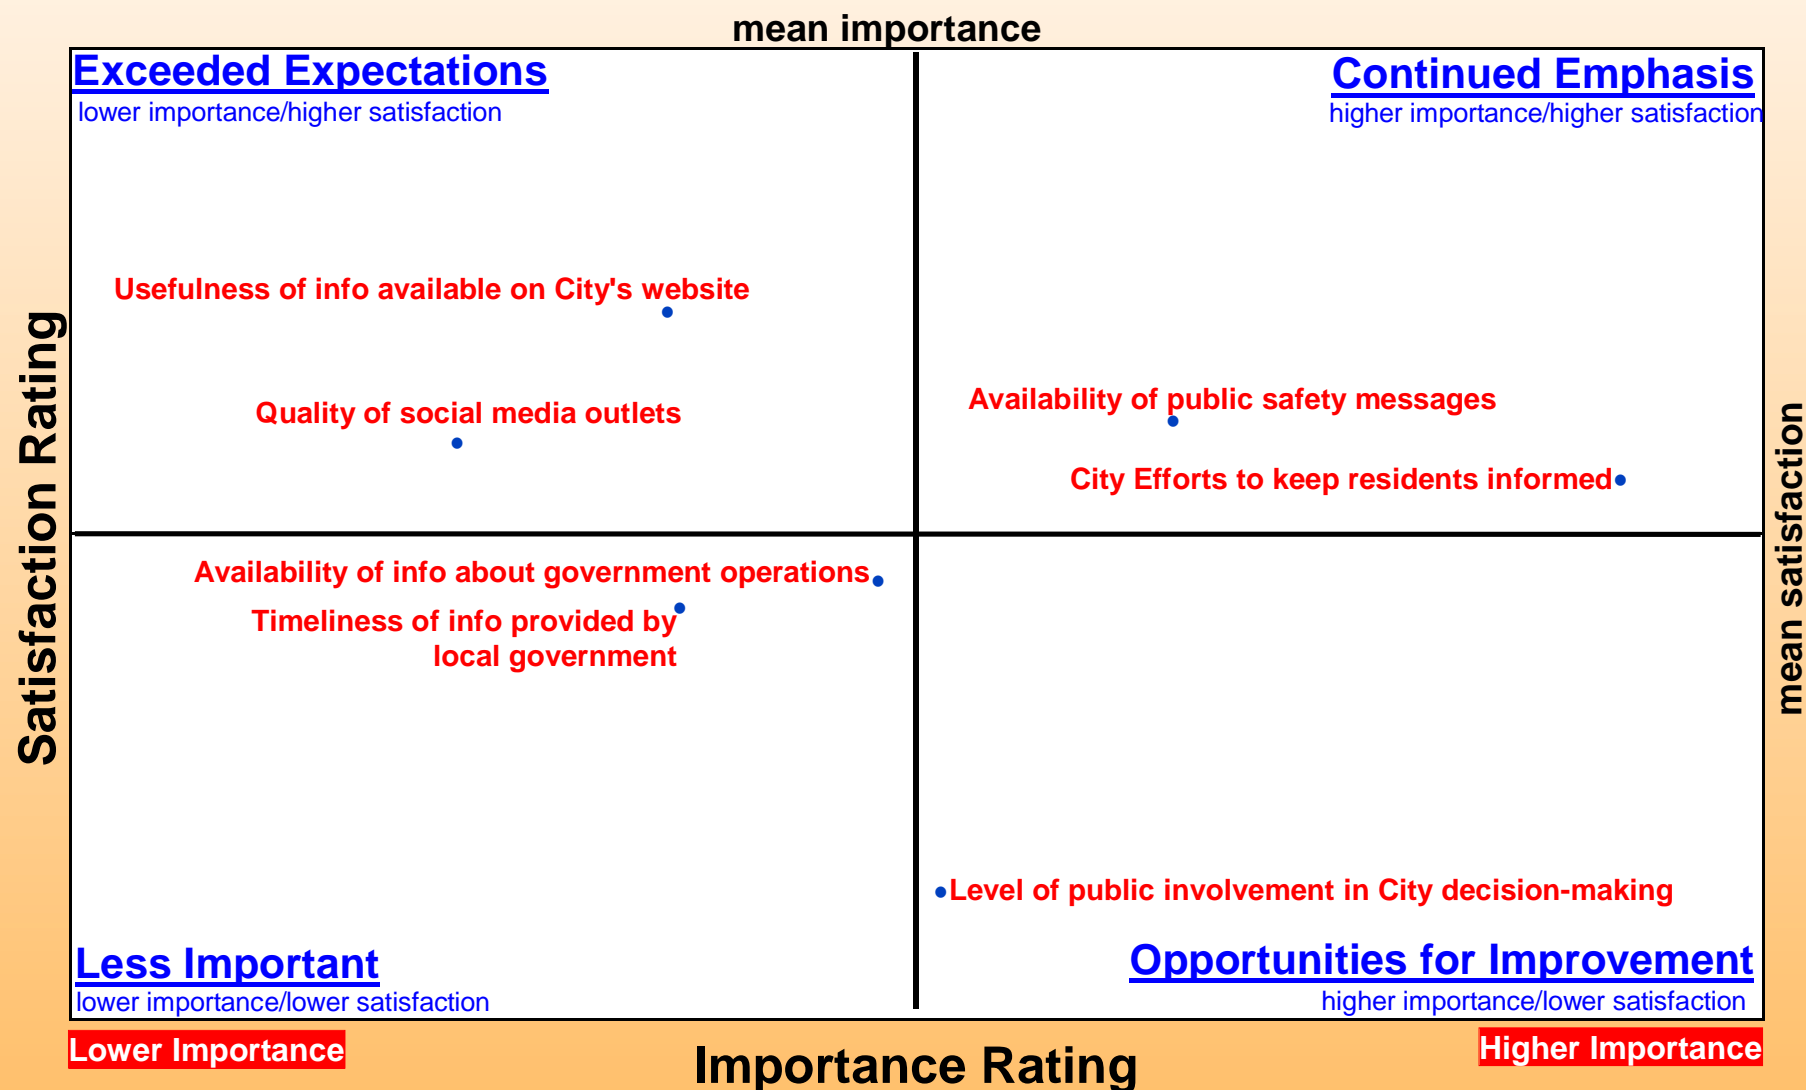 mean importance
Exceeded Expectations
lower importance/higher satisfaction
Continued Emphasis
higher importance/higher satisfaction
Usefulness of info available on City's website
Quality of social media outlets
Availability of public safety messages
City Efforts to keep residents informed
Satisfaction Rating
mean satisfaction
Availability of info about government operations
Timeliness of info provided by
local government
Level of public involvement in City decision-making
Less Important
lower importance/lower satisfaction
Opportunities for Improvement
higher importance/lower satisfaction
Lower Importance
Importance Rating
Higher Importance